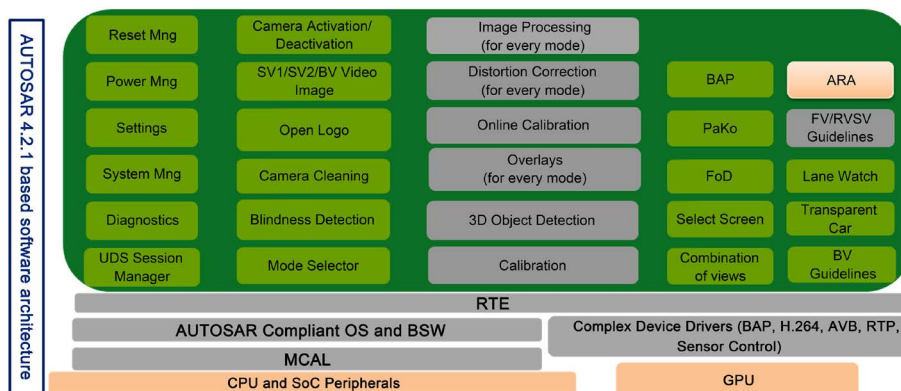 AUTOSAR 4.2.1 based software architecture
Reset Mng
Power Mng
Settings
System Mng
Diagnostics
UDS Session
Manager
Camera Activation/
Deactivation
SV1/SV2/BV Video
Image
Open Logo
Camera Cleaning
Blindness Detection
Mode Selector
Image Processing
(for every mode)
Distortion Correction
(for every mode)
Online Calibration
Overlays
(for every mode)
3D Object Detection
Calibration
BAP
PaKo
FoD
Select Screen
Combination
of views
ARA
FV/RVSV
Guidelines
Lane Watch
Transparent
Car
BV
Guidelines
RTE
AUTOSAR Compliant OS and BSW
Complex Device Drivers (BAP, H.264, AVB, RTP,
Sensor Control)
MCAL
CPU and SoC Peripherals
GPU